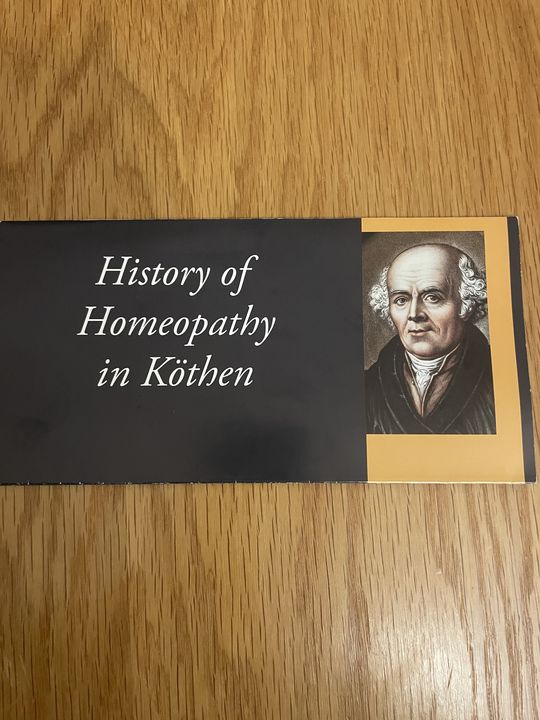 History of
Homeopathy
in Köthen